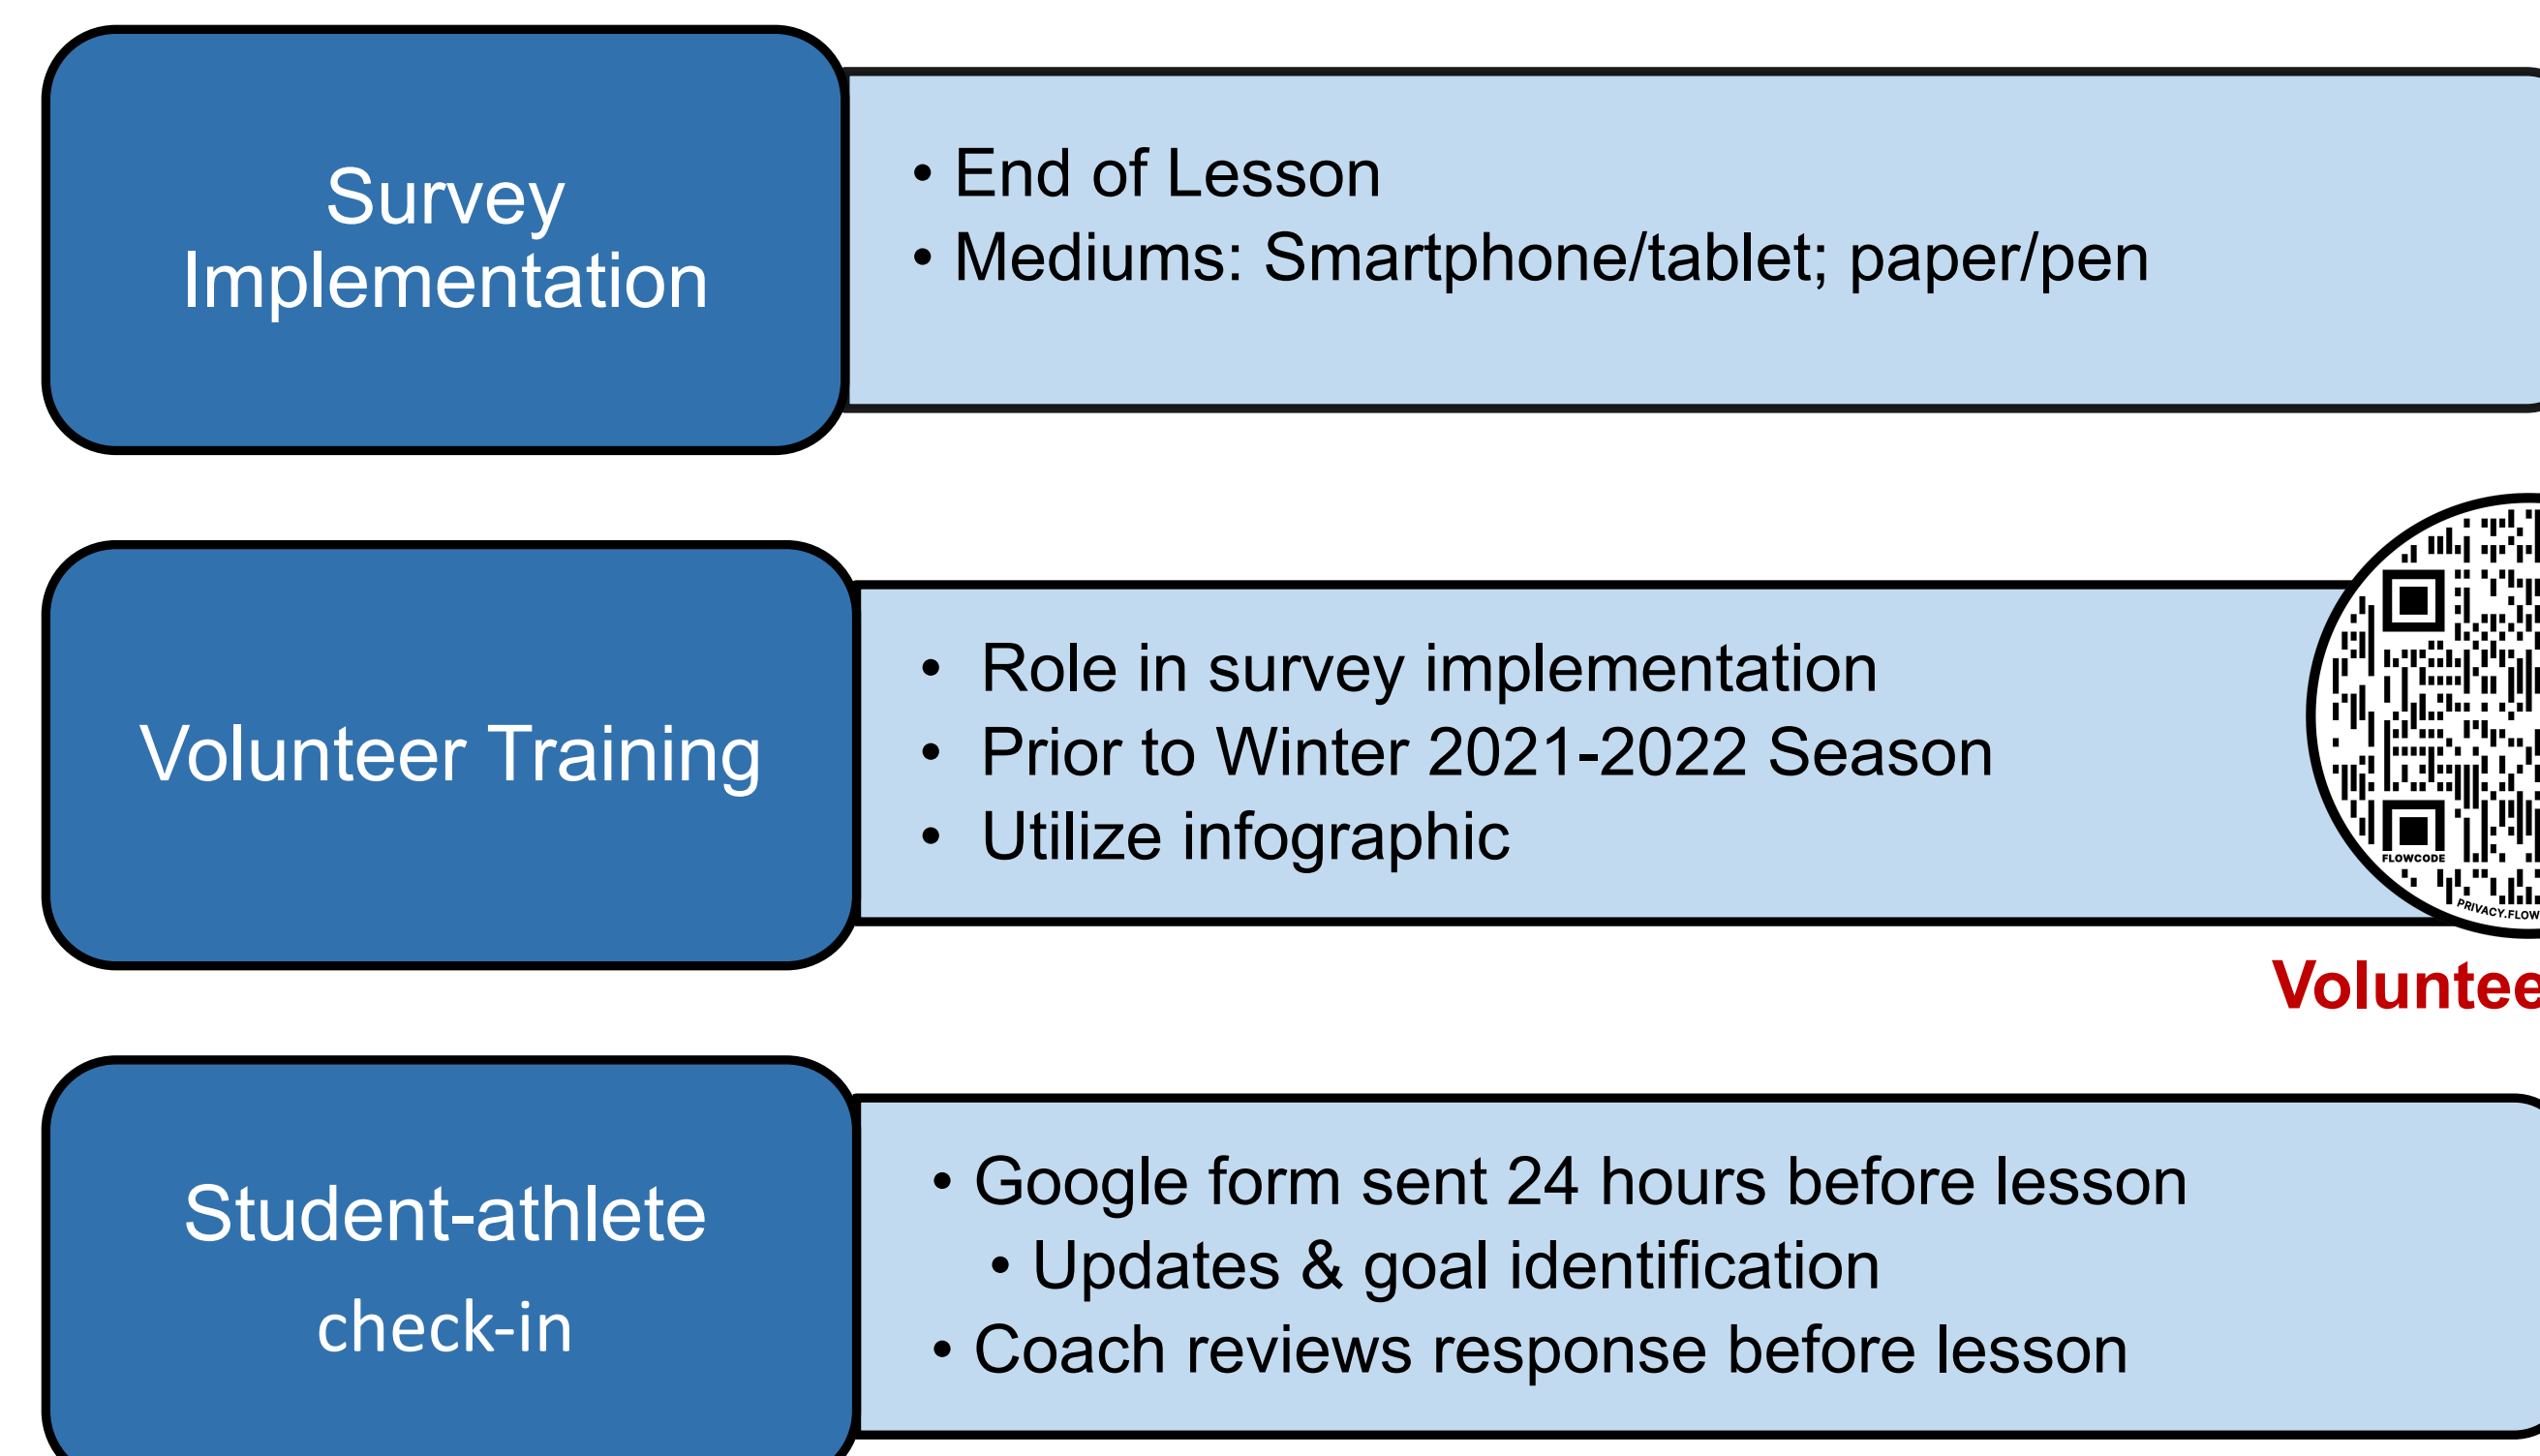 Survey
Implementation
• End of Lesson
• Mediums: Smartphone/tablet; paper/pen
Volunteer Training
• Role in survey implementation
• Prior to Winter 2021-2022 Season
• Utilize infographic
FLOWCODE
Student-athlete
check-in
• Google form sent 24 hours before lesson
• Updates & goal identification
• Coach reviews response before lesson